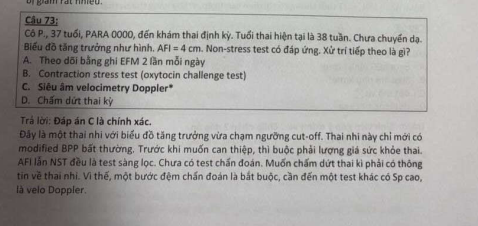 bị giảm rất nhiều.
Câu 73:
Cô P., 37 tuổi, PARA 0000, đến khám thai định kỳ. Tuổi thai hiện tại là 38 tuần. Chưa chuyển dạ.
Biểu đồ tăng trưởng như hình. AFI = 4 cm. Non-stress test có đáp ứng. Xử trí tiếp theo là gì?
A. Theo dõi bằng ghi EFM 2 lần mỗi ngày
B. Contraction stress test (oxytocin challenge test)
C. Siêu âm velocimetry Doppler*
D. Chấm dứt thai kỳ
Trả lời: Đáp án C là chính xác.
Đây là một thai nhi với biểu đồ tăng trưởng vừa chạm ngưỡng cut-off. Thai nhi này chỉ mới có
modified BPP bất thường. Trước khi muốn can thiệp, thì buộc phải lượng giá sức khỏe thai.
AFI lẫn NST đều là test sàng lọc. Chưa có test chẩn đoán. Muốn chấm dứt thai kì phải có thông
tin về thai nhi. Vì thế, một bước đệm chẩn đoán là bắt buộc, cần đến một test khác có Sp cao,
là velo Doppler.